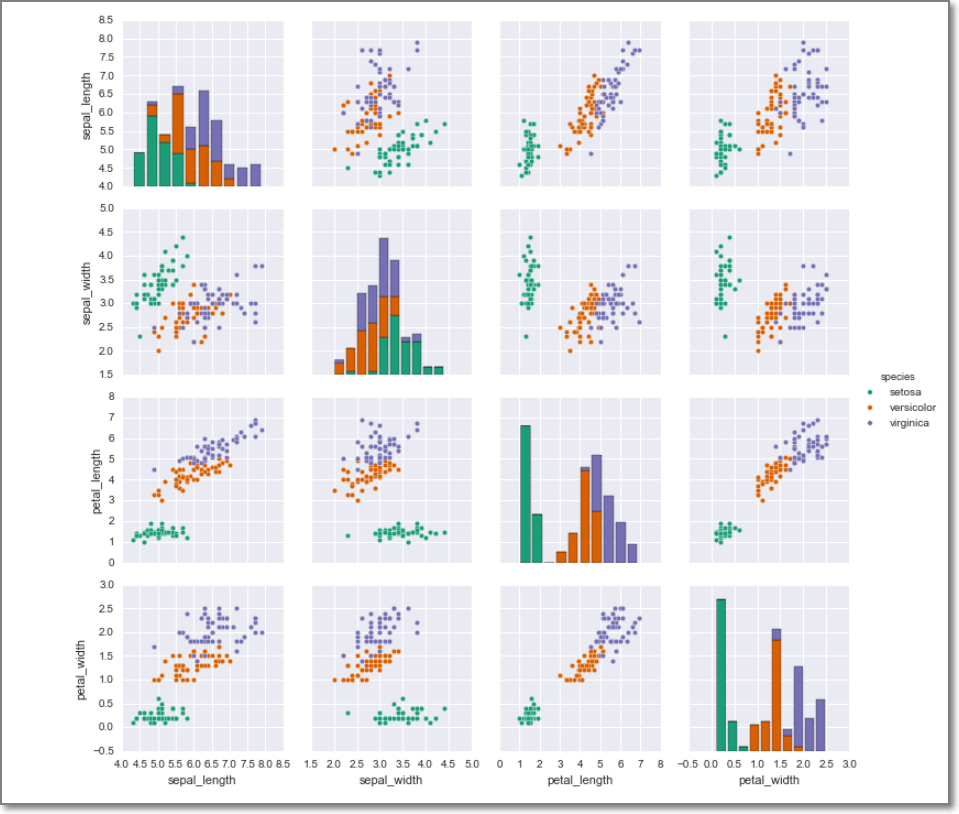 8.5
8.0
7.5
7.0
6.5
6.0
5.5
5.0
4.5
4.0
sepal_length
5.0
4.5
4.0
3.5
3.0
2.5
2.0
1.5
sepal_width
8
7
6
5
4
3
2
1
0
petal_length
species
setosa
versicolor
virginica
3.0
2.5
2.0
1.5
1.0
0.5
0.0
−0.5
petal_width
4.0 4.5 5.0 5.5 6.0 6.5 7.0 7.5 8.0 8.5
sepal_length
1.5 2.0 2.5 3.0 3.5 4.0 4.5 5.0
sepal_width
0 1 2 3 4 5 6 7 8
petal_length
−0.5 0.0 0.5 1.0 1.5 2.0 2.5 3.0
petal_width